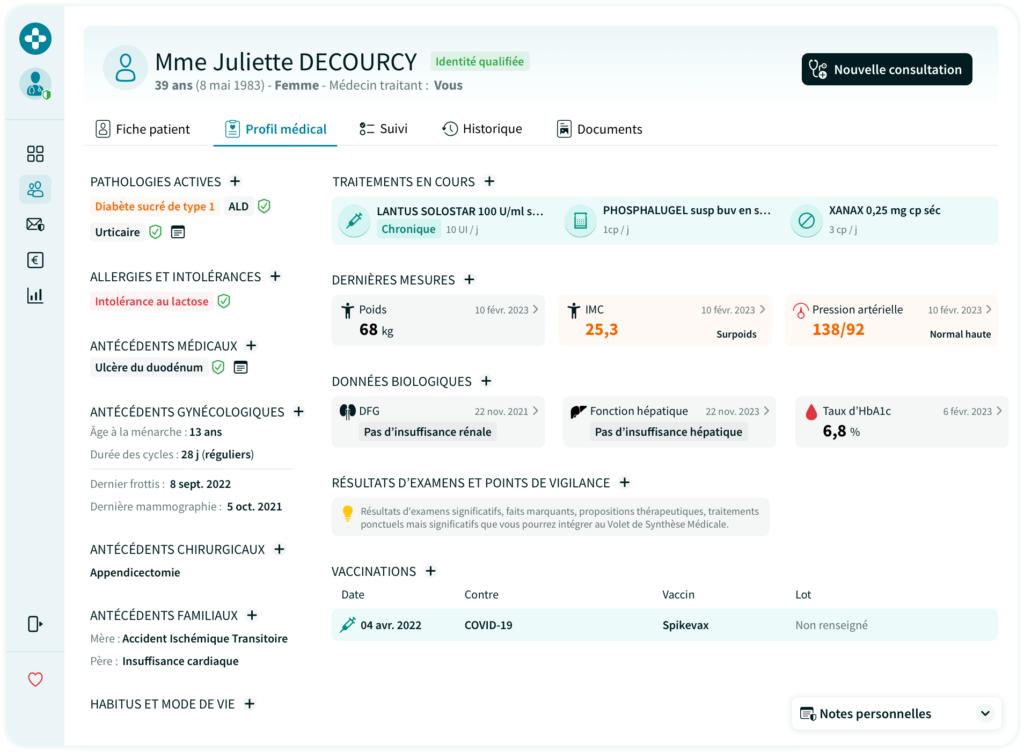 Mme Juliette DECOURCY Identité qualifiée
39 ans (8 mai 1983) - Femme - Médecin traitant : Vous
Nouvelle consultation
Fiche patient Profil médical Suivi Historique Documents
PATHOLOGIES ACTIVES +
Diabète sucré de type 1 ALD
Urticaire
ALLERGIES ET INTOLÉRANCES +
Intolérance au lactose
ANTÉCÉDENTS MÉDICAUX +
Ulcère du duodénum
ANTÉCÉDENTS GYNÉCOLOGIQUES +
Âge à la ménarche : 13 ans
Durée des cycles : 28 j (réguliers)
Dernier frottis : 8 sept. 2022
Dernière mammographie : 5 oct. 2021
ANTÉCÉDENTS CHIRURGICAUX +
Appendicectomie
ANTÉCÉDENTS FAMILIAUX +
Mère : Accident Ischémique Transitoire
Père : Insuffisance cardiaque
HABITUS ET MODE DE VIE +
TRAITEMENTS EN COURS +
LANTUS SOLOSTAR 100 U/ml s...
Chronique 10 UI / j
PHOSPHALUGEL susp buv en s...
1cp / j
XANAX 0,25 mg cp séc
3 cp / j
DERNIÈRES MESURES +
Poids 10 févr. 2023
68 kg
IMC 10 févr. 2023
25,3 Surpoids
Pression artérielle 10 févr. 2023
138/92 Normal haute
DONNÉES BIOLOGIQUES +
DFG 22 nov. 2021
Pas d'insuffisance rénale
Fonction hépatique 22 nov. 2023
Pas d'insuffisance hépatique
Taux d'HbA1c 6 févr. 2023
6,8 %
RÉSULTATS D'EXAMENS ET POINTS DE VIGILANCE +
Résultats d'examens significatifs, faits marquants, propositions thérapeutiques, traitements
ponctuels mais significatifs que vous pourrez intégrer au Volet de Synthèse Médicale.
VACCINATIONS +
Date Contre Vaccin Lot
04 avr. 2022 COVID-19 Spikevax Non renseigné
Notes personnelles